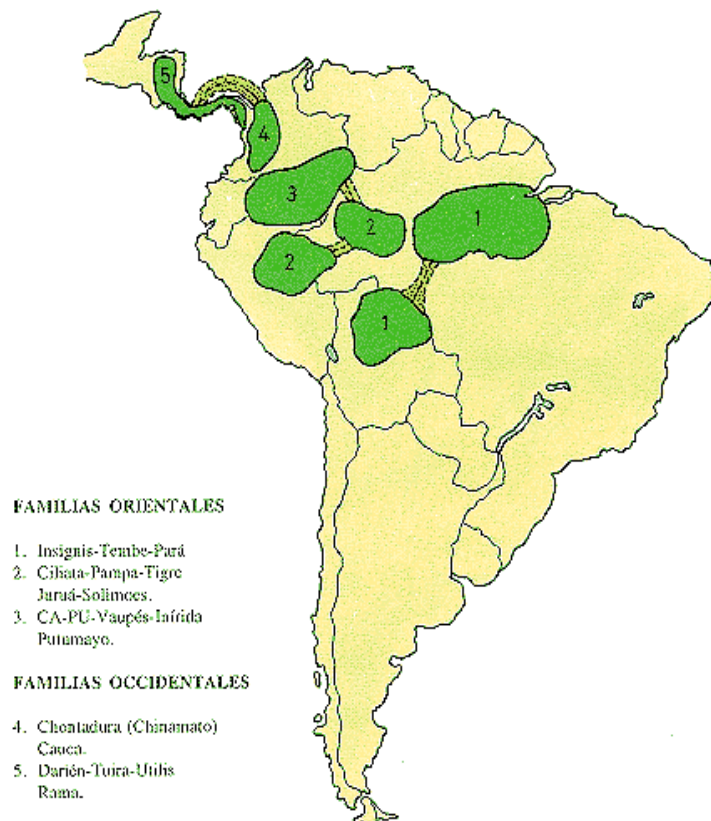 5
4
3
2
1
2
1
FAMILIAS ORIENTALES
1. Insignis-Tembe-Pará
2. Ciliata-Pampa-Tigre
Juruá-Solimoes.
3. CA-PU-Vaupés-Inírida
Putumayo.
FAMILIAS OCCIDENTALES
4. Chontadura (Chinamato)
Cauca.
5. Darién-Tuira-Utilis
Rama.